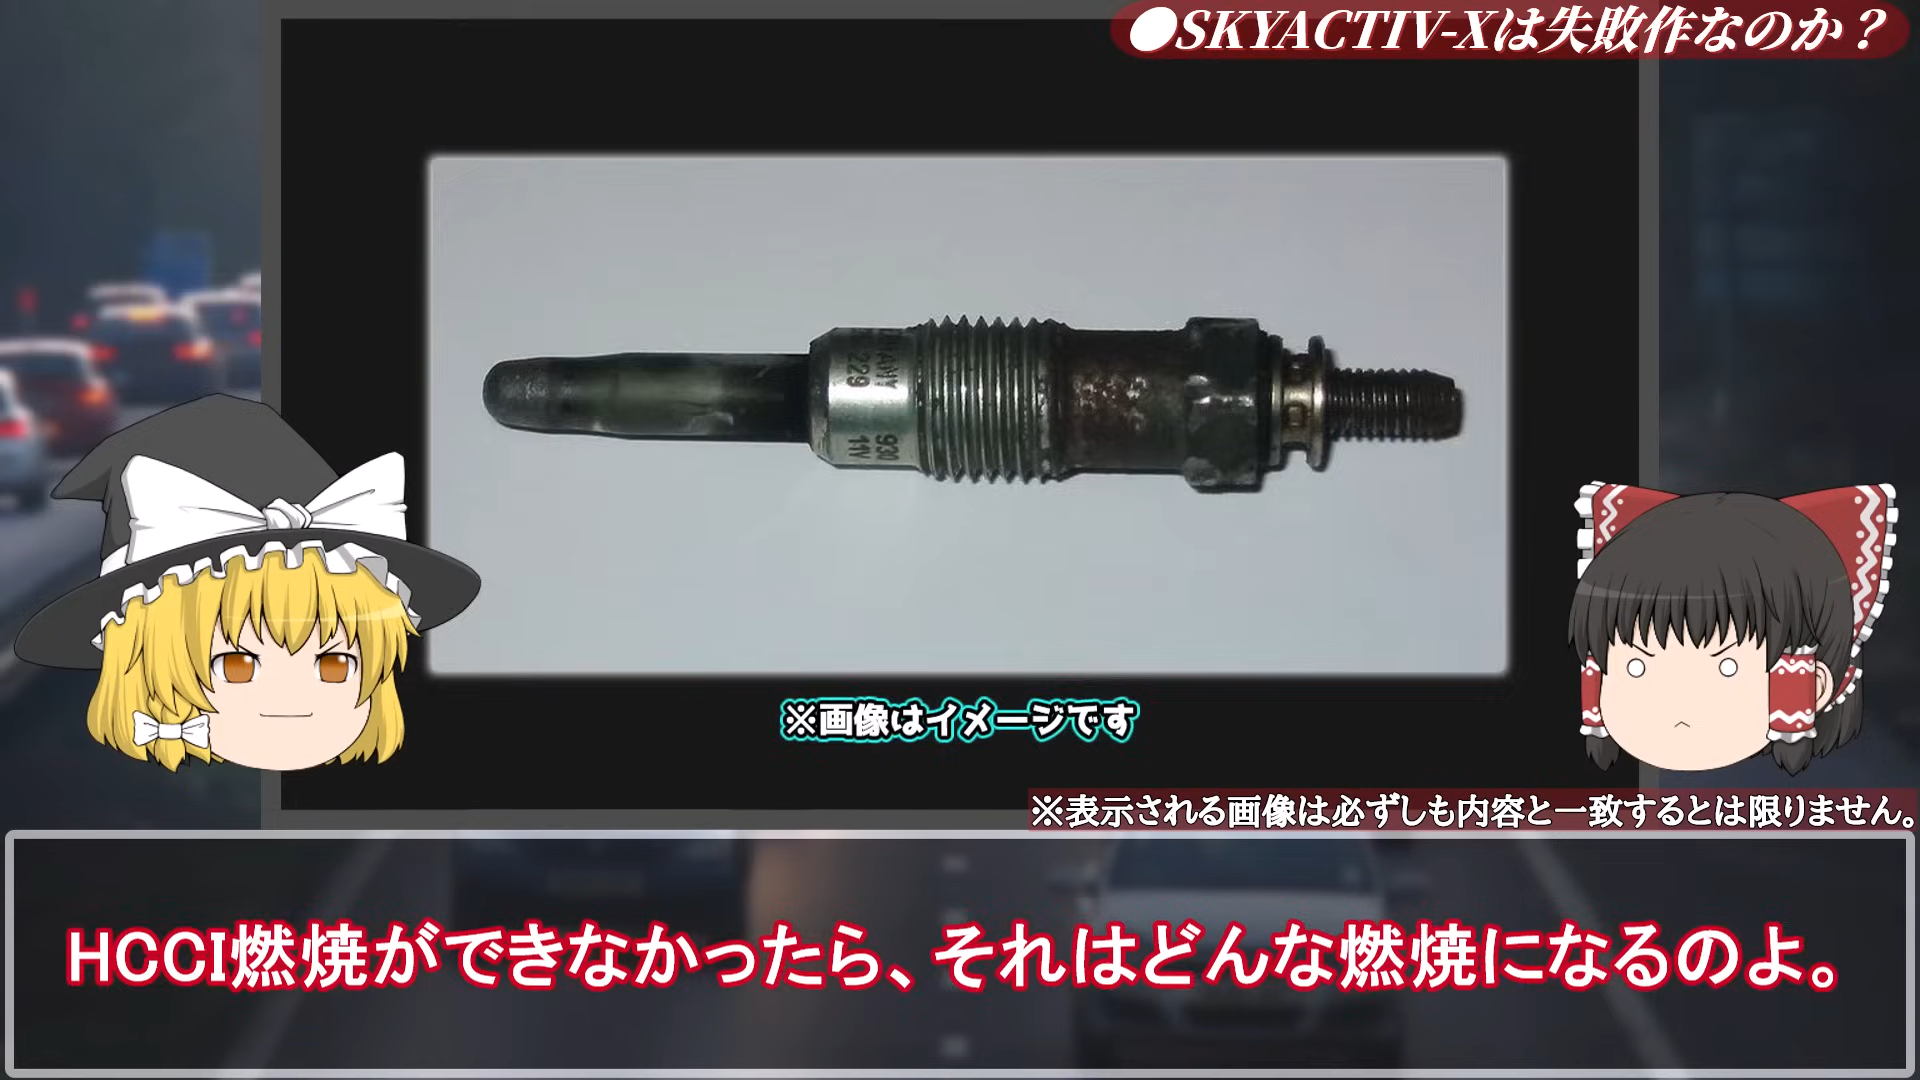 ●SKYACTIV-Xは失敗作なのか？
229
930
11V
※画像はイメージです
※表示される画像は必ずしも内容と一致するとは限りません。
HCCI燃焼ができなかったら、それはどんな燃焼になるのよ。